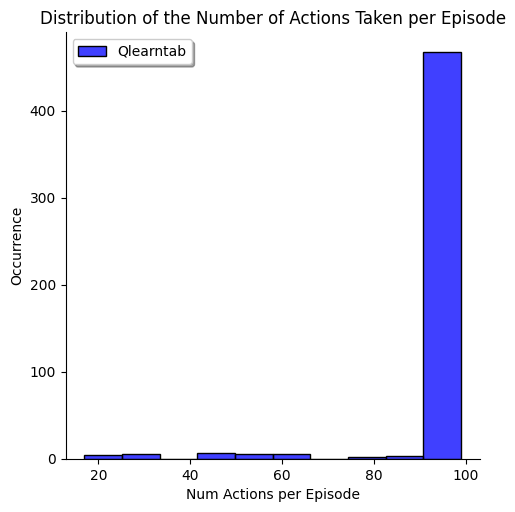 Distribution of the Number of Actions Taken per Episode
Qlearntab
Occurrence
400
300
200
100
0
20 40 60 80 100
Num Actions per Episode